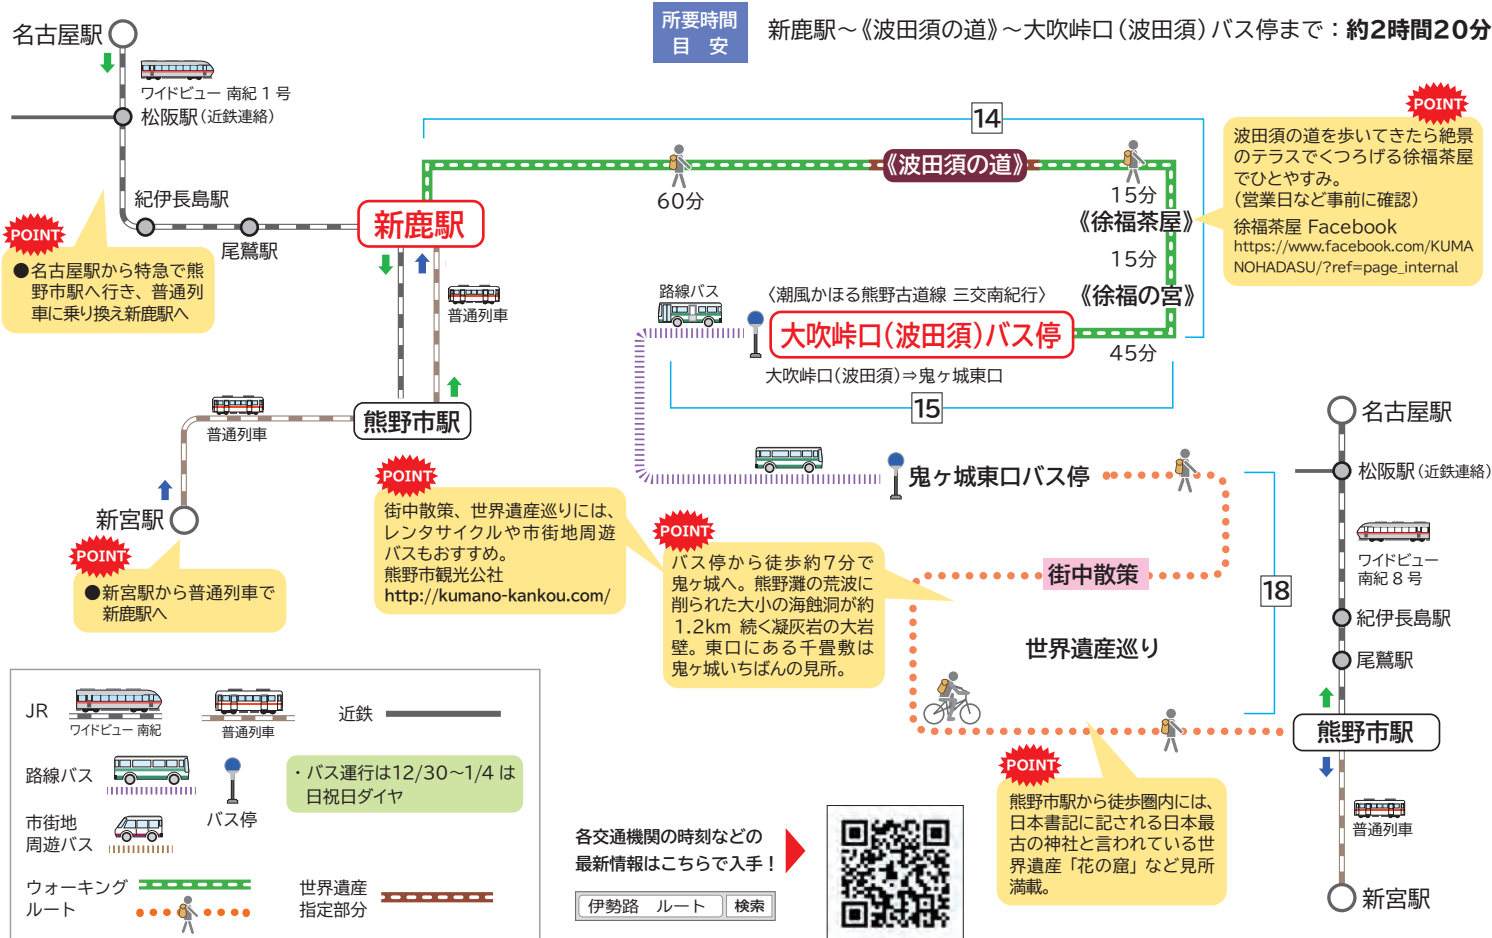 所要時間
目 安
新鹿駅～《波田須の道》～大吹峠口（波田須）バス停まで：約2時間20分
名古屋駅
ワイドビュー 南紀 1 号
松阪駅（近鉄連絡）
紀伊長島駅
尾鷲駅
新鹿駅
POINT
●名古屋駅から特急で熊
野市駅へ行き、普通列
車に乗り換え新鹿駅へ
普通列車
普通列車
熊野市駅
新宮駅
POINT
●新宮駅から普通列車で
新鹿駅へ
14
60分
《波田須の道》
15分
《徐福茶屋》
15分
《徐福の宮》
45分
POINT
波田須の道を歩いてきたら絶景
のテラスでくつろげる徐福茶屋
でひとやすみ。
（営業日など事前に確認）
徐福茶屋 Facebook
https://www.facebook.com/KUMA
NOHADASU/?ref=page_internal
路線バス
〈潮風かほる熊野古道線 三交南紀行〉
大吹峠口（波田須）バス停
大吹峠口（波田須）⇒鬼ヶ城東口
15
鬼ヶ城東口バス停
POINT
街中散策、世界遺産巡りには、
レンタサイクルや市街地周遊
バスもおすすめ。
熊野市観光公社
http://kumano-kankou.com/
POINT
バス停から徒歩約７分で
鬼ヶ城へ。熊野灘の荒波に
削られた大小の海蝕洞が約
1.2km 続く凝灰岩の大岩
壁。東口にある千畳敷は
鬼ヶ城いちばんの見所。
街中散策
世界遺産巡り
18
POINT
熊野市駅から徒歩圏内には、
日本書記に記される日本最
古の神社と言われている世
界遺産「花の窟」など見所
満載。
名古屋駅
松阪駅（近鉄連絡）
ワイドビュー
南紀 8 号
紀伊長島駅
尾鷲駅
熊野市駅
普通列車
新宮駅
JR
ワイドビュー 南紀
普通列車
近鉄
路線バス
バス停
・バス運行は12/30～1/4 は
日祝日ダイヤ
市街地
周遊バス
ウォーキング
ルート
世界遺産
指定部分
各交通機関の時刻などの
最新情報はこちらで入手！
伊勢路 ルート 検索